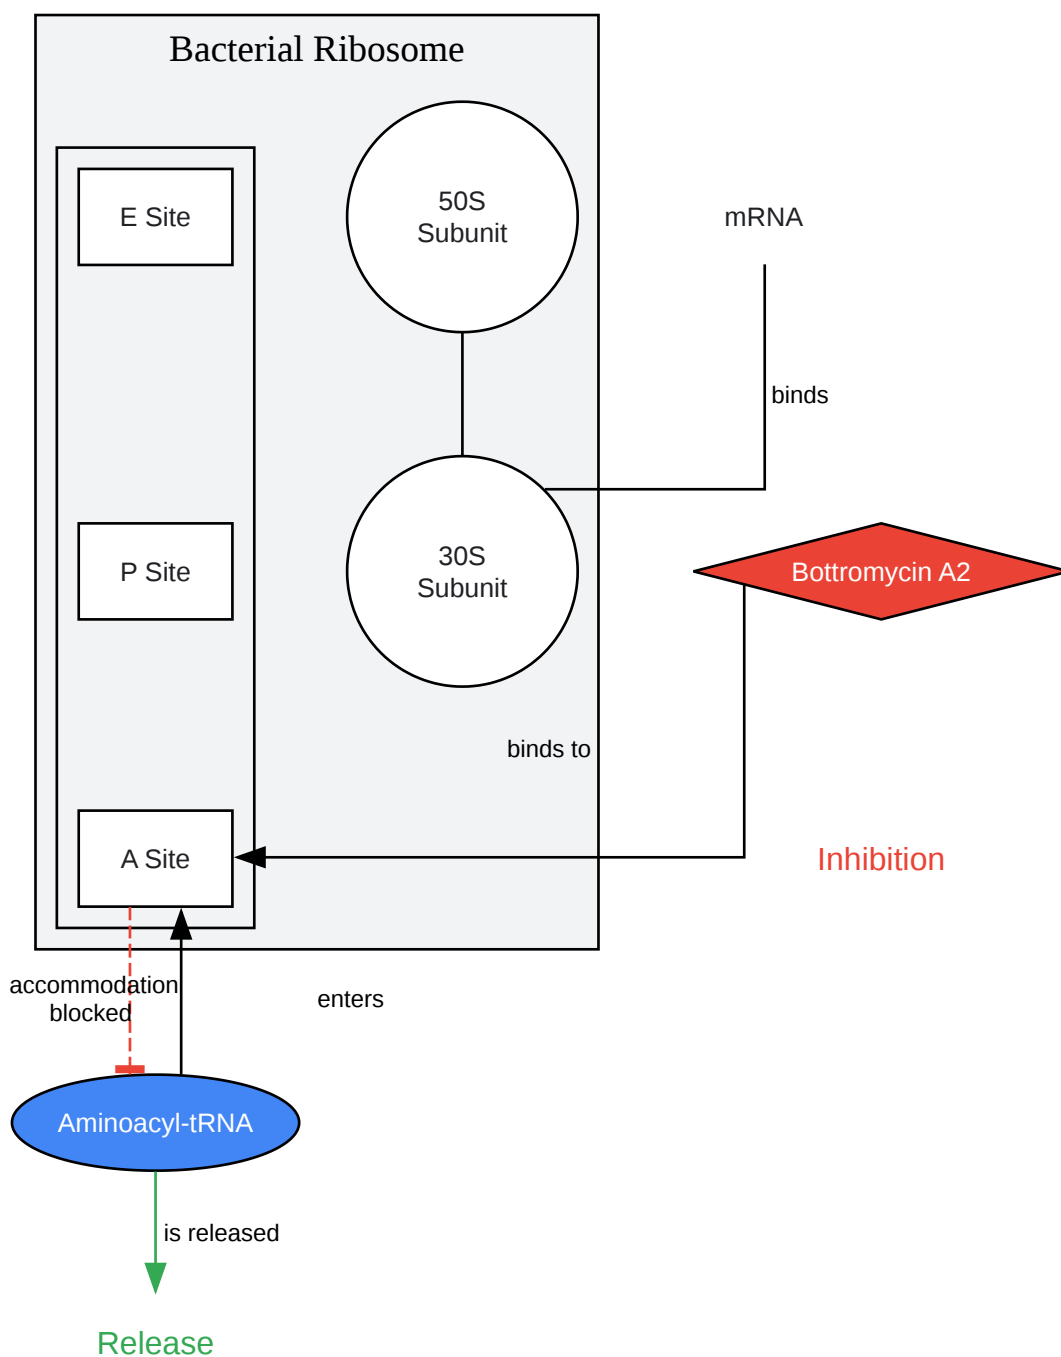 Bacterial Ribosome
E Site
50S
Subunit
mRNA
binds
P Site
30S
Subunit
Bottromycin A2
binds to
A Site
Inhibition
accommodation
blocked
enters
Aminoacyl-tRNA
is released
Release